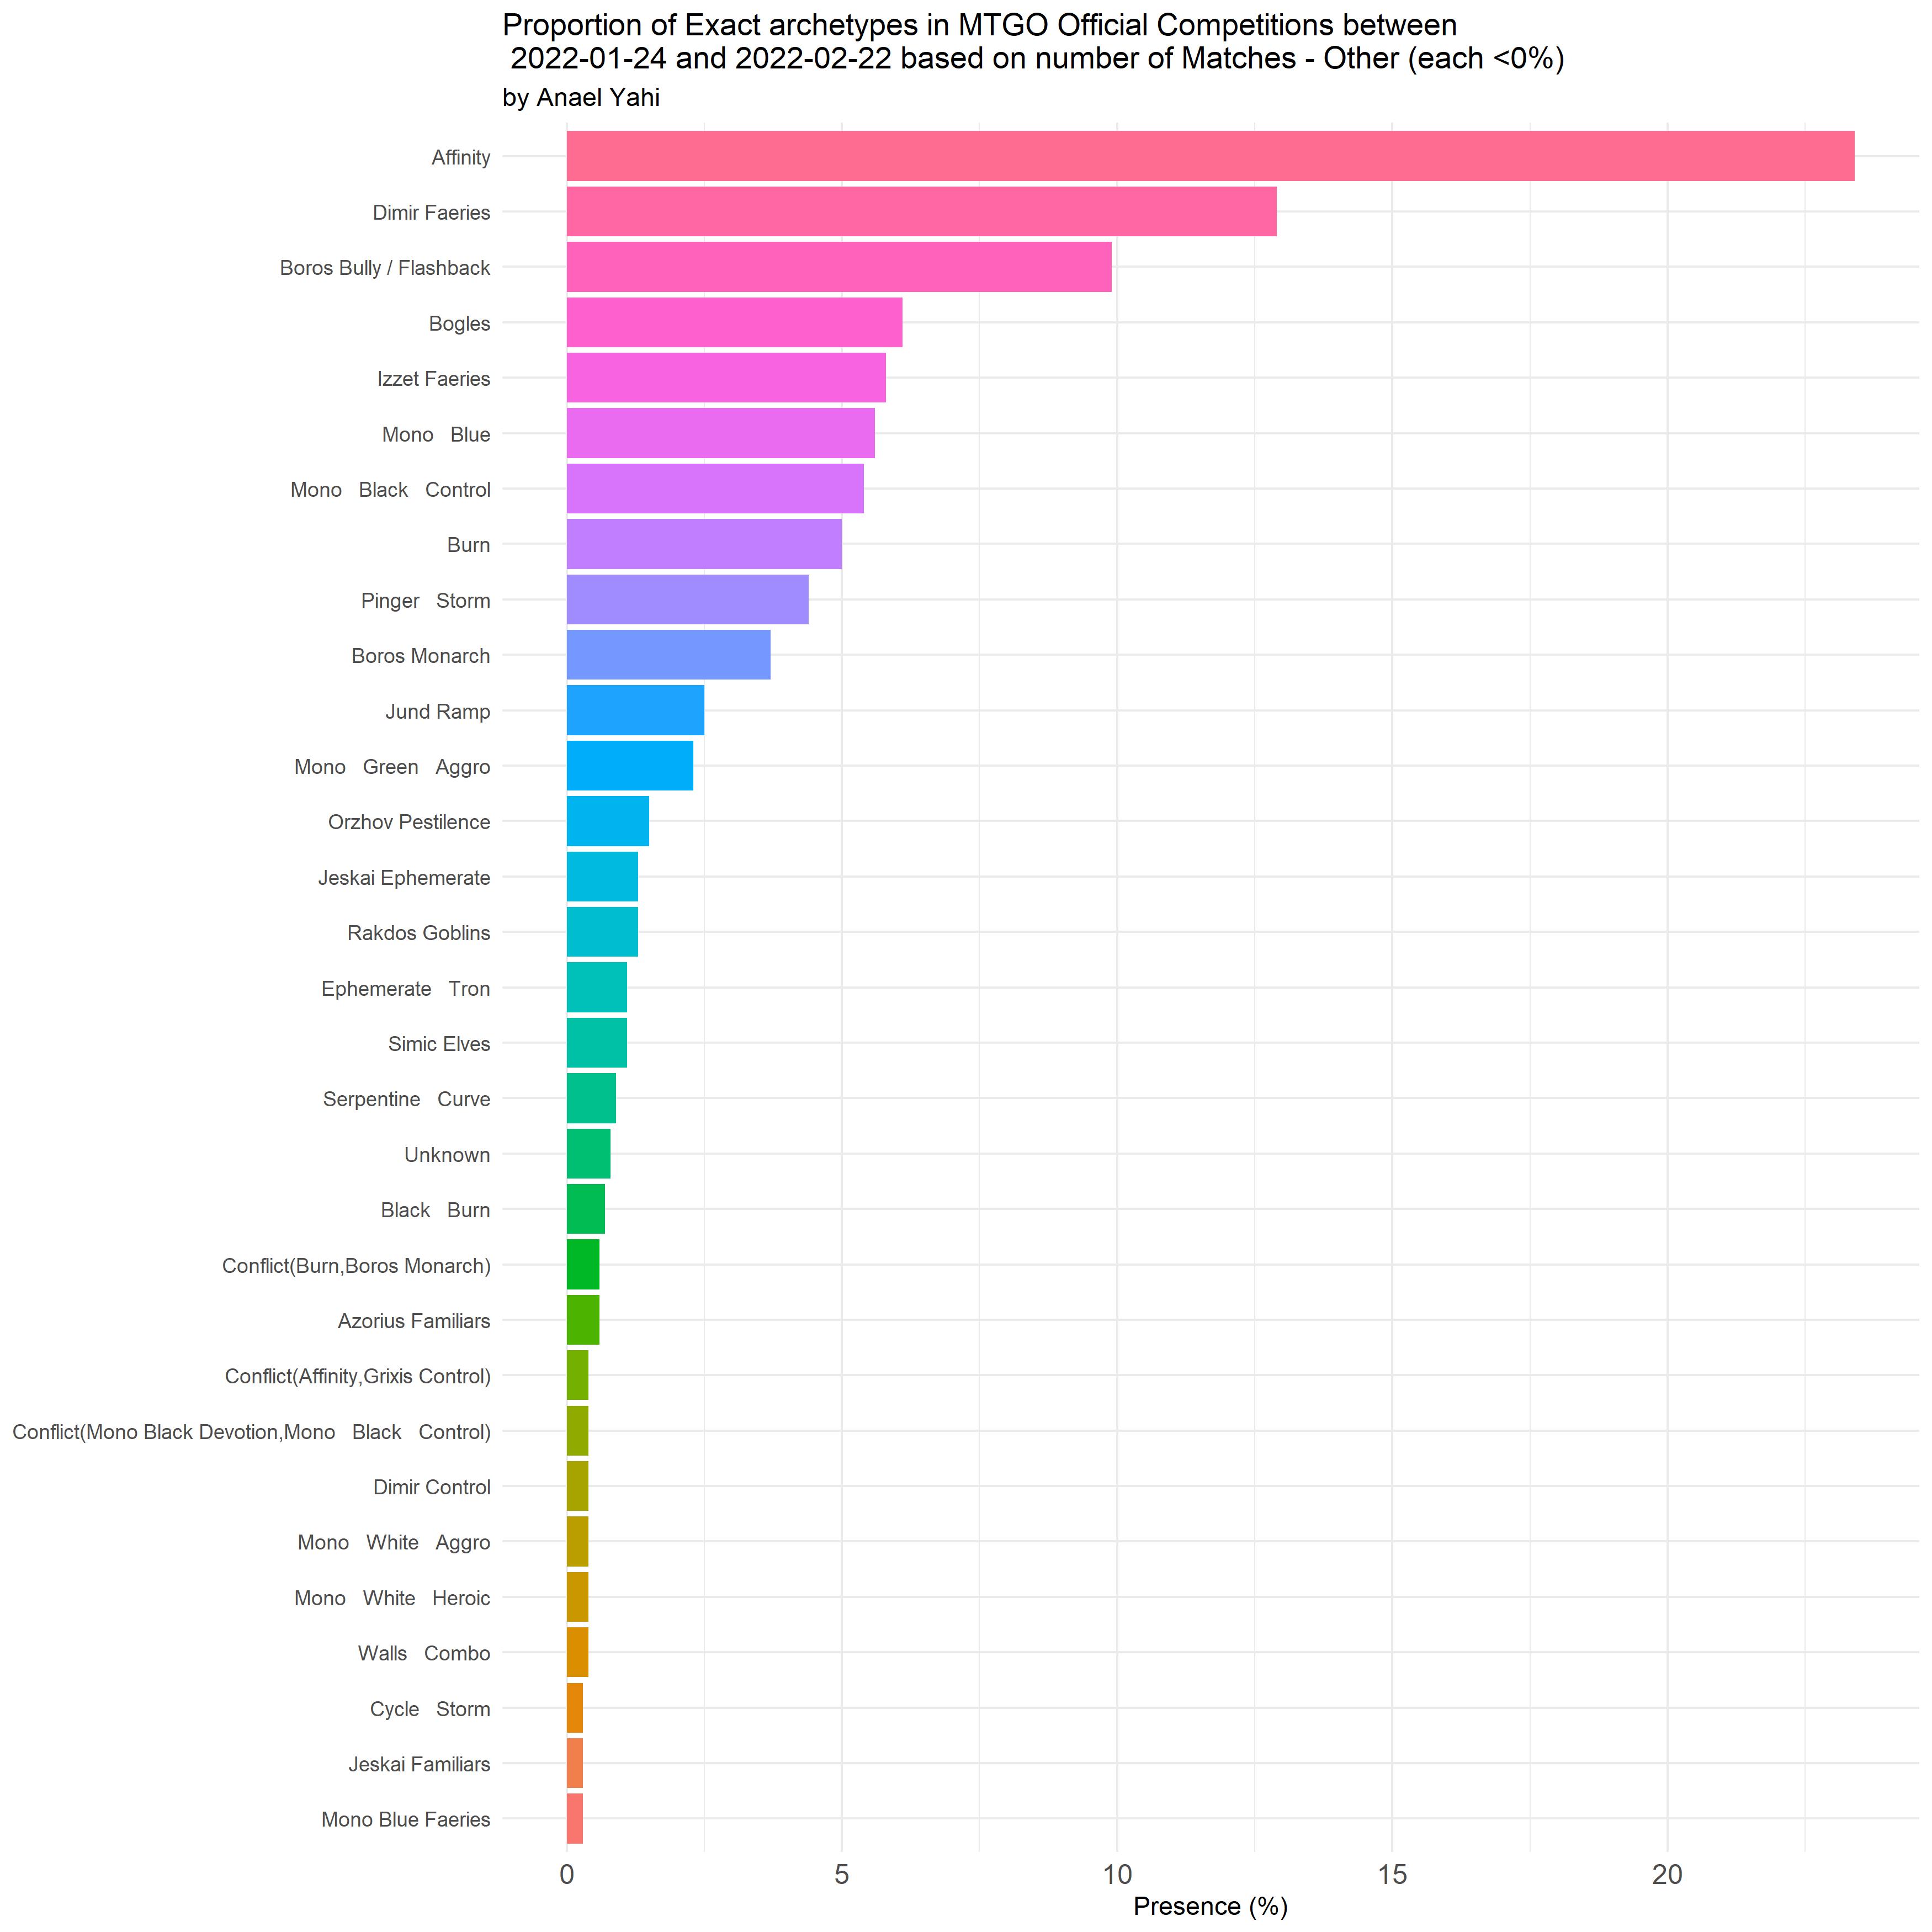 Proportion of Exact archetypes in MTGO Official Competitions between
2022-01-24 and 2022-02-22 based on number of Matches - Other (each <0%)
by Anael Yahi
Affinity
Dimir Faeries
Boros Bully / Flashback
Bogles
Izzet Faeries
Mono   Blue
Mono   Black   Control
Burn
Pinger   Storm
Boros Monarch
Jund Ramp
Mono   Green   Aggro
Orzhov Pestilence
Jeskai Ephemerate
Rakdos Goblins
Ephemerate   Tron
Simic Elves
Serpentine   Curve
Unknown
Black   Burn
Conflict(Burn,Boros Monarch)
Azorius Familiars
Conflict(Affinity,Grixis Control)
Conflict(Mono Black Devotion,Mono   Black   Control)
Dimir Control
Mono   White   Aggro
Mono   White   Heroic
Walls   Combo
Cycle   Storm
Jeskai Familiars
Mono Blue Faeries
0 5 10 15 20
Presence (%)